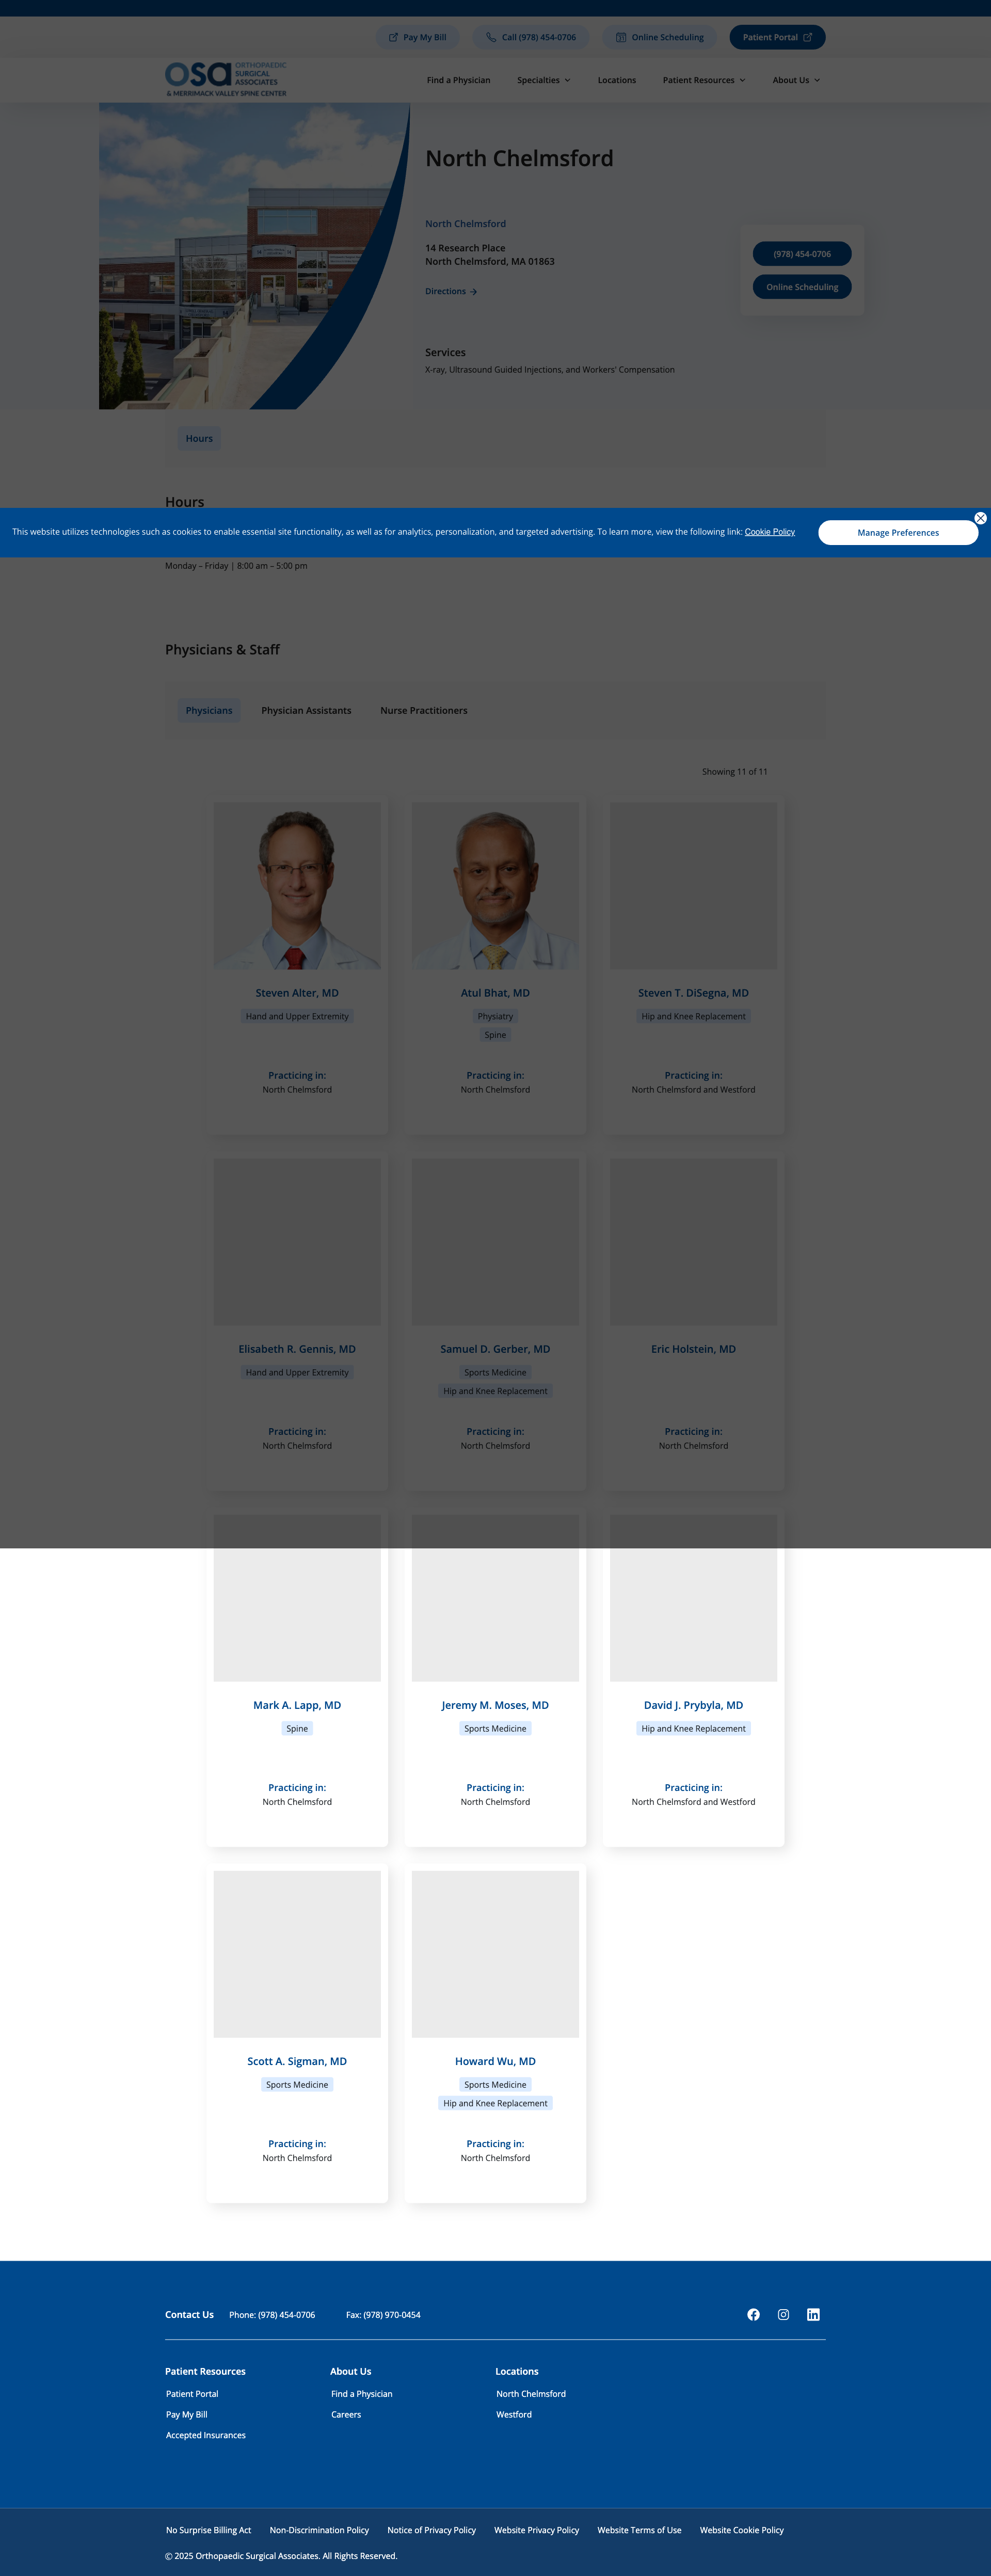 Pay My Bill
Call (978) 454-0706
Online Scheduling
Patient Portal
osa ORTHOPAEDIC
SURGICAL
ASSOCIATES
& MERRIMACK VALLEY SPINE CENTER
Find a Physician
Specialties
Locations
Patient Resources
About Us
North Chelmsford
North Chelmsford
14 Research Place
North Chelmsford, MA 01863
Directions
(978) 454-0706
Online Scheduling
Services
X-ray, Ultrasound Guided Injections, and Workers' Compensation
Hours
Hours
This website utilizes technologies such as cookies to enable essential site functionality, as well as for analytics, personalization, and targeted advertising. To learn more, view the following link: Cookie Policy
Manage Preferences
Monday – Friday | 8:00 am – 5:00 pm
Physicians & Staff
Physicians
Physician Assistants
Nurse Practitioners
Showing 11 of 11
Steven Alter, MD
Hand and Upper Extremity
Practicing in:
North Chelmsford
Atul Bhat, MD
Physiatry
Spine
Practicing in:
North Chelmsford
Steven T. DiSegna, MD
Hip and Knee Replacement
Practicing in:
North Chelmsford and Westford
Elisabeth R. Gennis, MD
Hand and Upper Extremity
Practicing in:
North Chelmsford
Samuel D. Gerber, MD
Sports Medicine
Hip and Knee Replacement
Practicing in:
North Chelmsford
Eric Holstein, MD
Practicing in:
North Chelmsford
Mark A. Lapp, MD
Spine
Practicing in:
North Chelmsford
Jeremy M. Moses, MD
Sports Medicine
Practicing in:
North Chelmsford
David J. Prybyla, MD
Hip and Knee Replacement
Practicing in:
North Chelmsford and Westford
Scott A. Sigman, MD
Sports Medicine
Practicing in:
North Chelmsford
Howard Wu, MD
Sports Medicine
Hip and Knee Replacement
Practicing in:
North Chelmsford
Contact Us
Phone: (978) 454-0706
Fax: (978) 970-0454
Patient Resources
Patient Portal
Pay My Bill
Accepted Insurances
About Us
Find a Physician
Careers
Locations
North Chelmsford
Westford
No Surprise Billing Act
Non-Discrimination Policy
Notice of Privacy Policy
Website Privacy Policy
Website Terms of Use
Website Cookie Policy
© 2025 Orthopaedic Surgical Associates. All Rights Reserved.